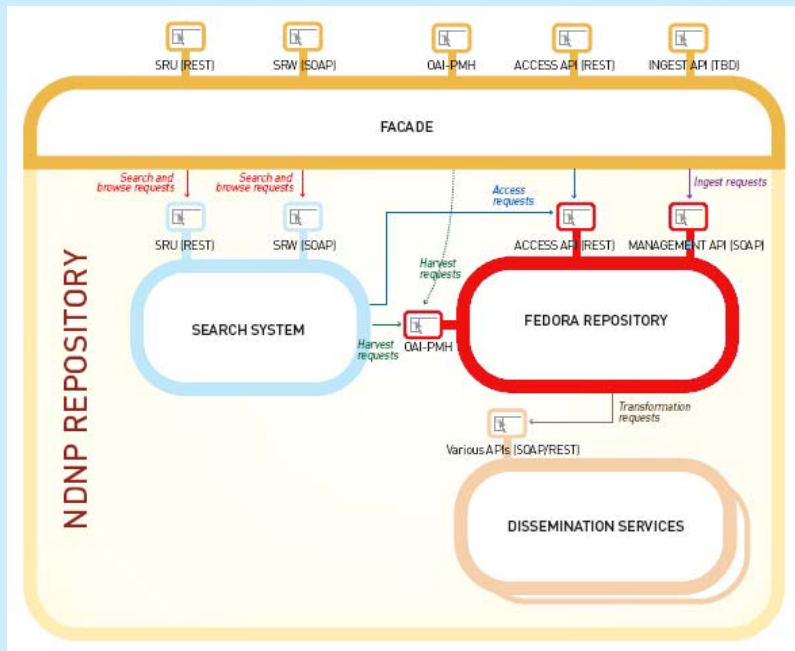 SRU (REST)
SRW (SOAP)
OAI-PMH
ACCESS API (REST)
INGEST API (TBD)
FACADE
Search and
browse requests
Search and
browse requests
Access
requests
Ingest requests
SRU (REST)
SRW (SOAP)
ACCESS API (REST)
MANAGEMENT API (SOAP)
NDNP REPOSITORY
SEARCH SYSTEM
Harvest
requests
FEDORA REPOSITORY
Harvest
requests
OAI-PMH
Transformation
requests
Various APIs (SOAP/REST)
DISSEMINATION SERVICES